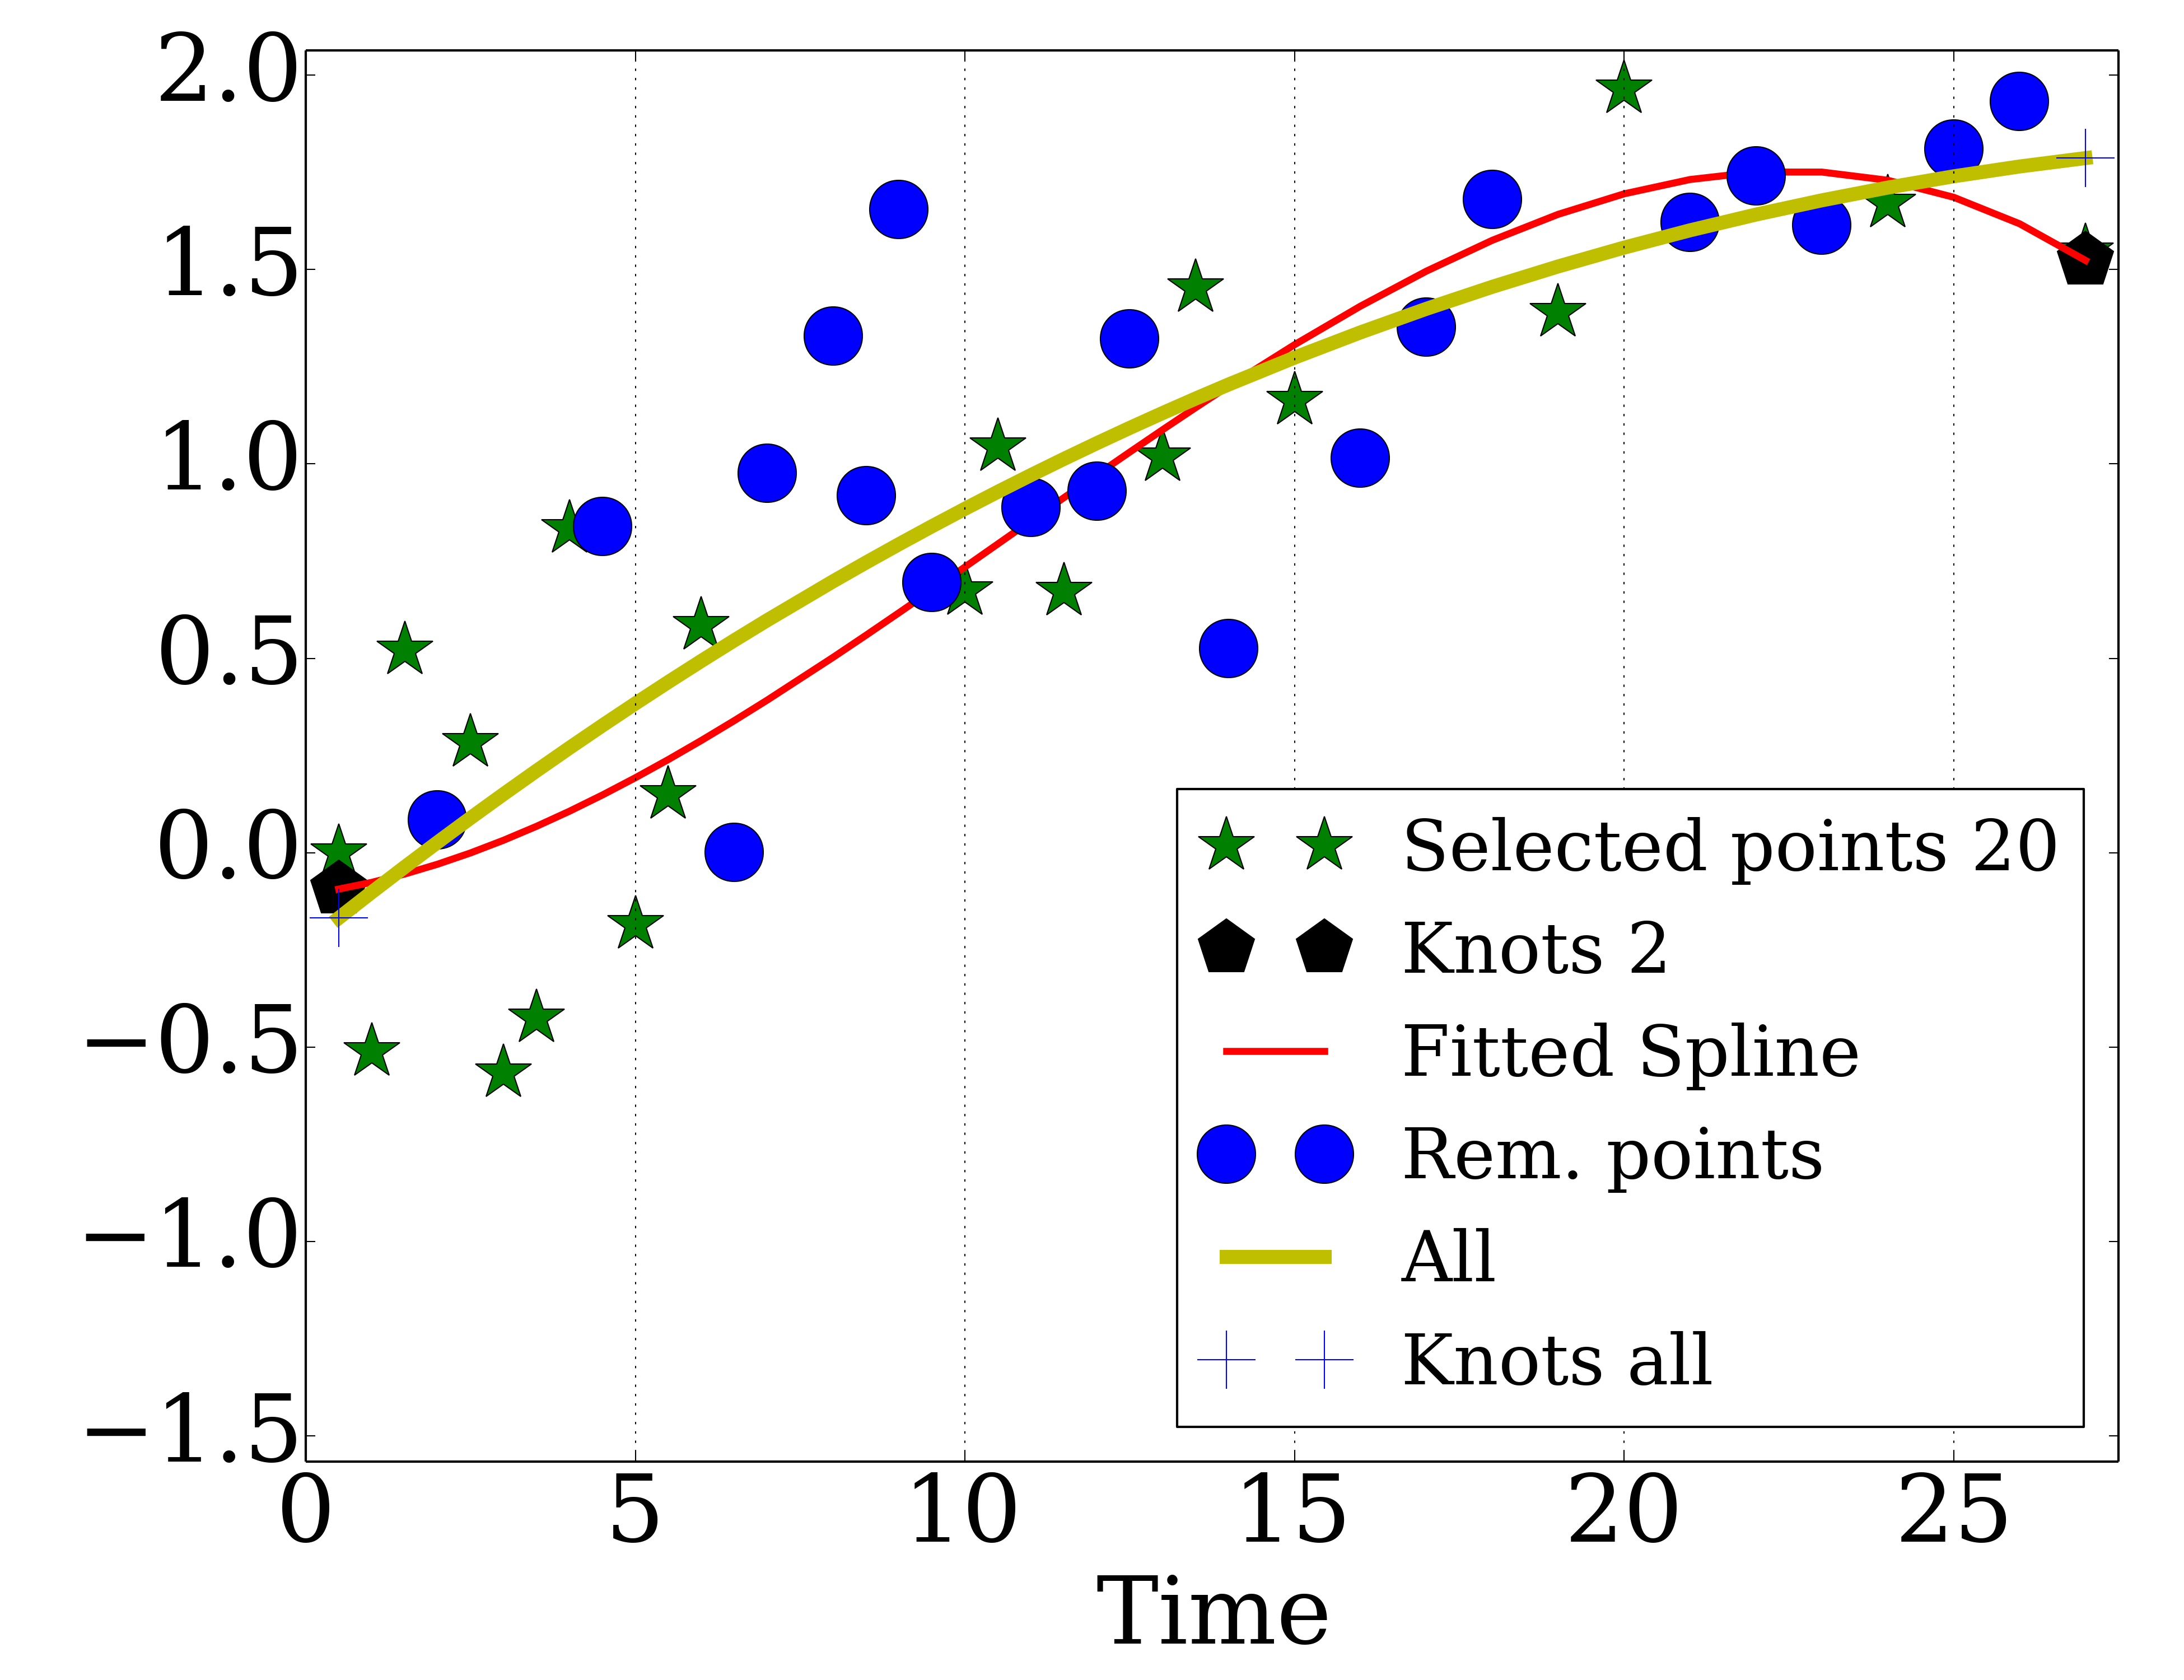 2.0
1.5
1.0
0.5
0.0
−0.5
−1.0
−1.5
0 5 10 15 20 25
Time
Selected points 20
Knots 2
Fitted Spline
Rem. points
All
Knots all